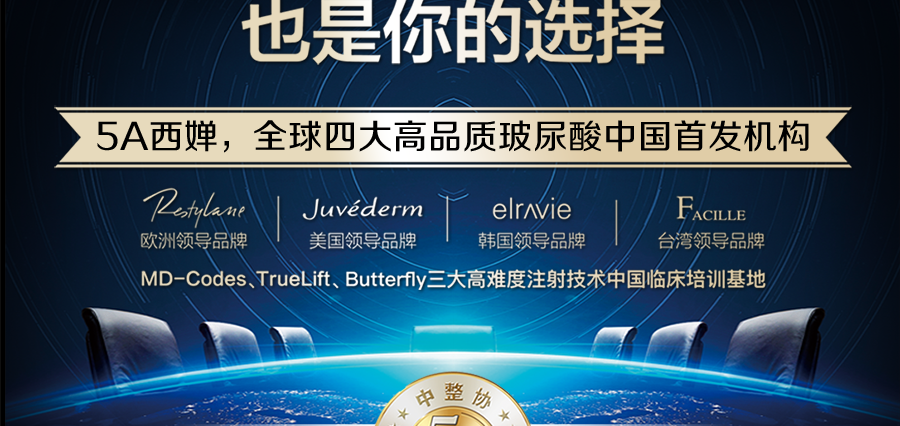 也是你的选择
5A西婵，全球四大高品质玻尿酸中国首发机构
Restylane Juvéderm elravie FACILLE
欧洲领导品牌 美国领导品牌 韩国领导品牌 台湾领导品牌
MD-Codes、TrueLift、Butterfly三大高难度注射技术中国临床培训基地
中整协